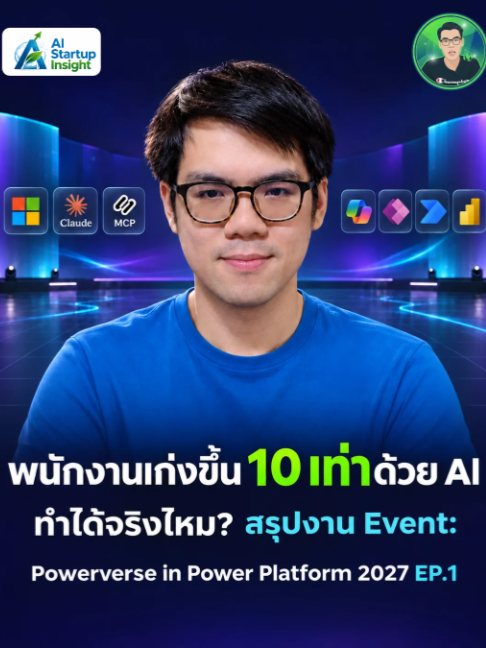 AI
Startup
Insight
Claude
MCP
พนักงานเก่งขึ้น 10 เท่าด้วย AI
ทำได้จริงไหม? สรุปงาน Event:
Powerverse in Power Platform 2027 EP.1